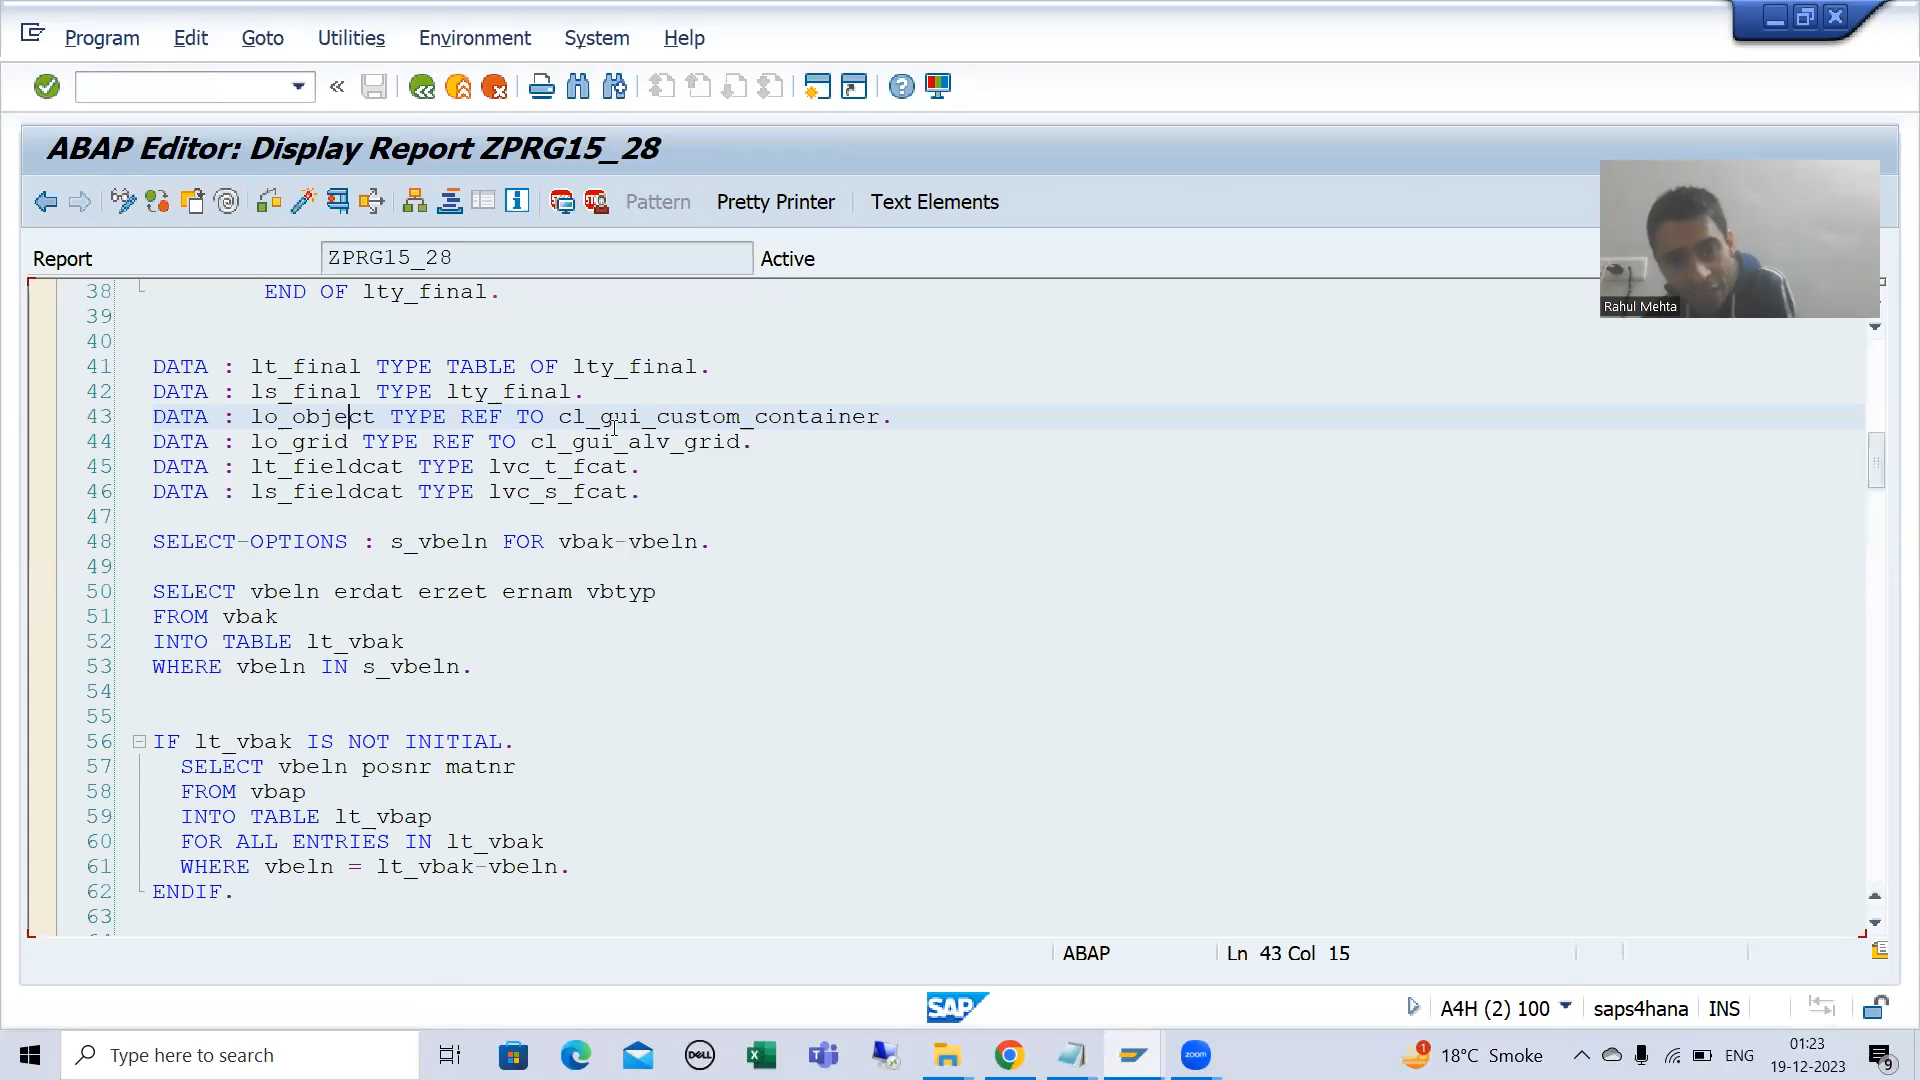 Program Edit Goto Utilities Environment System Help
ABAP Editor: Display Report ZPRG15_28
Pattern Pretty Printer Text Elements
Report ZPRG15_28 Active
Rahul Mehta
38 END OF lty_final.
39
40
41 DATA : lt_final TYPE TABLE OF lty_final.
42 DATA : ls_final TYPE lty_final.
43 DATA : lo_object TYPE REF TO cl_gui_custom_container.
44 DATA : lo_grid TYPE REF TO cl_gui_alv_grid.
45 DATA : lt_fieldcat TYPE lvc_t_fcat.
46 DATA : ls_fieldcat TYPE lvc_s_fcat.
47
48 SELECT-OPTIONS : s_vbeln FOR vbak-vbeln.
49
50 SELECT vbeln erdat erzet ernam vbtyp
51 FROM vbak
52 INTO TABLE lt_vbak
53 WHERE vbeln IN s_vbeln.
54
55
56 IF lt_vbak IS NOT INITIAL.
57 SELECT vbeln posnr matnr
58 FROM vbap
59 INTO TABLE lt_vbap
60 FOR ALL ENTRIES IN lt_vbak
61 WHERE vbeln = lt_vbak-vbeln.
62 ENDIF.
63
ABAP Ln 43 Col 15
SAP
A4H (2) 100 saps4hana INS
Type here to search
DELL
zoom
1
18°C Smoke
ENG
01:23
19-12-2023
9